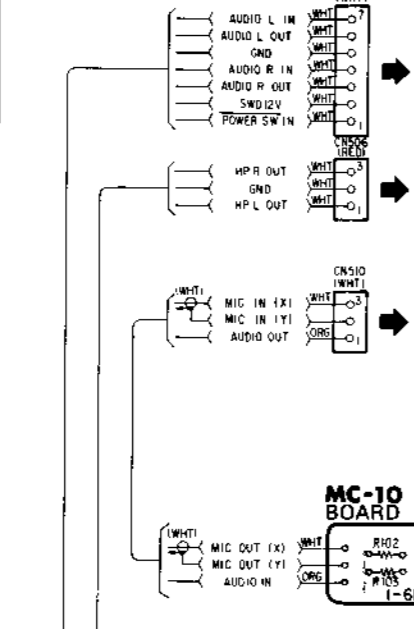 AUDIO L IN WHT 7
AUDIO L OUT WHT
GND WHT
AUDIO R IN WHT
AUDIO R OUT WHT
SWD12V WHT
POWER SW IN WHT 1
CN506
(RED)
HP R OUT WHT 3
GND WHT
HP L OUT WHT 1
CN510
(WHT)
(WHT)
MIC IN (X) WHT 3
MIC IN (Y)
AUDIO OUT ORG 1
MC-10
BOARD
(WHT)
MIC OUT (X) WHT R102
MIC OUT (Y)
AUDIO IN ORG R103
1-6